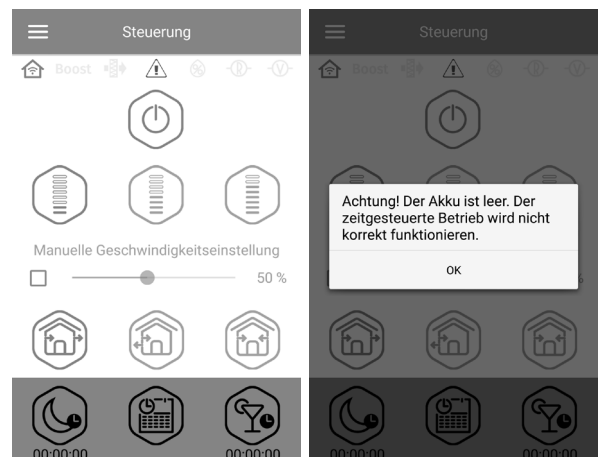 Steuerung
Boost
R
V
Manuelle Geschwindigkeitseinstellung
50 %
00:00:00
00:00:00
Steuerung
Boost
R
V
Achtung! Der Akku ist leer. Der
zeitgesteuerte Betrieb wird nicht
korrekt funktionieren.
OK
%
00:00:00
00:00:00